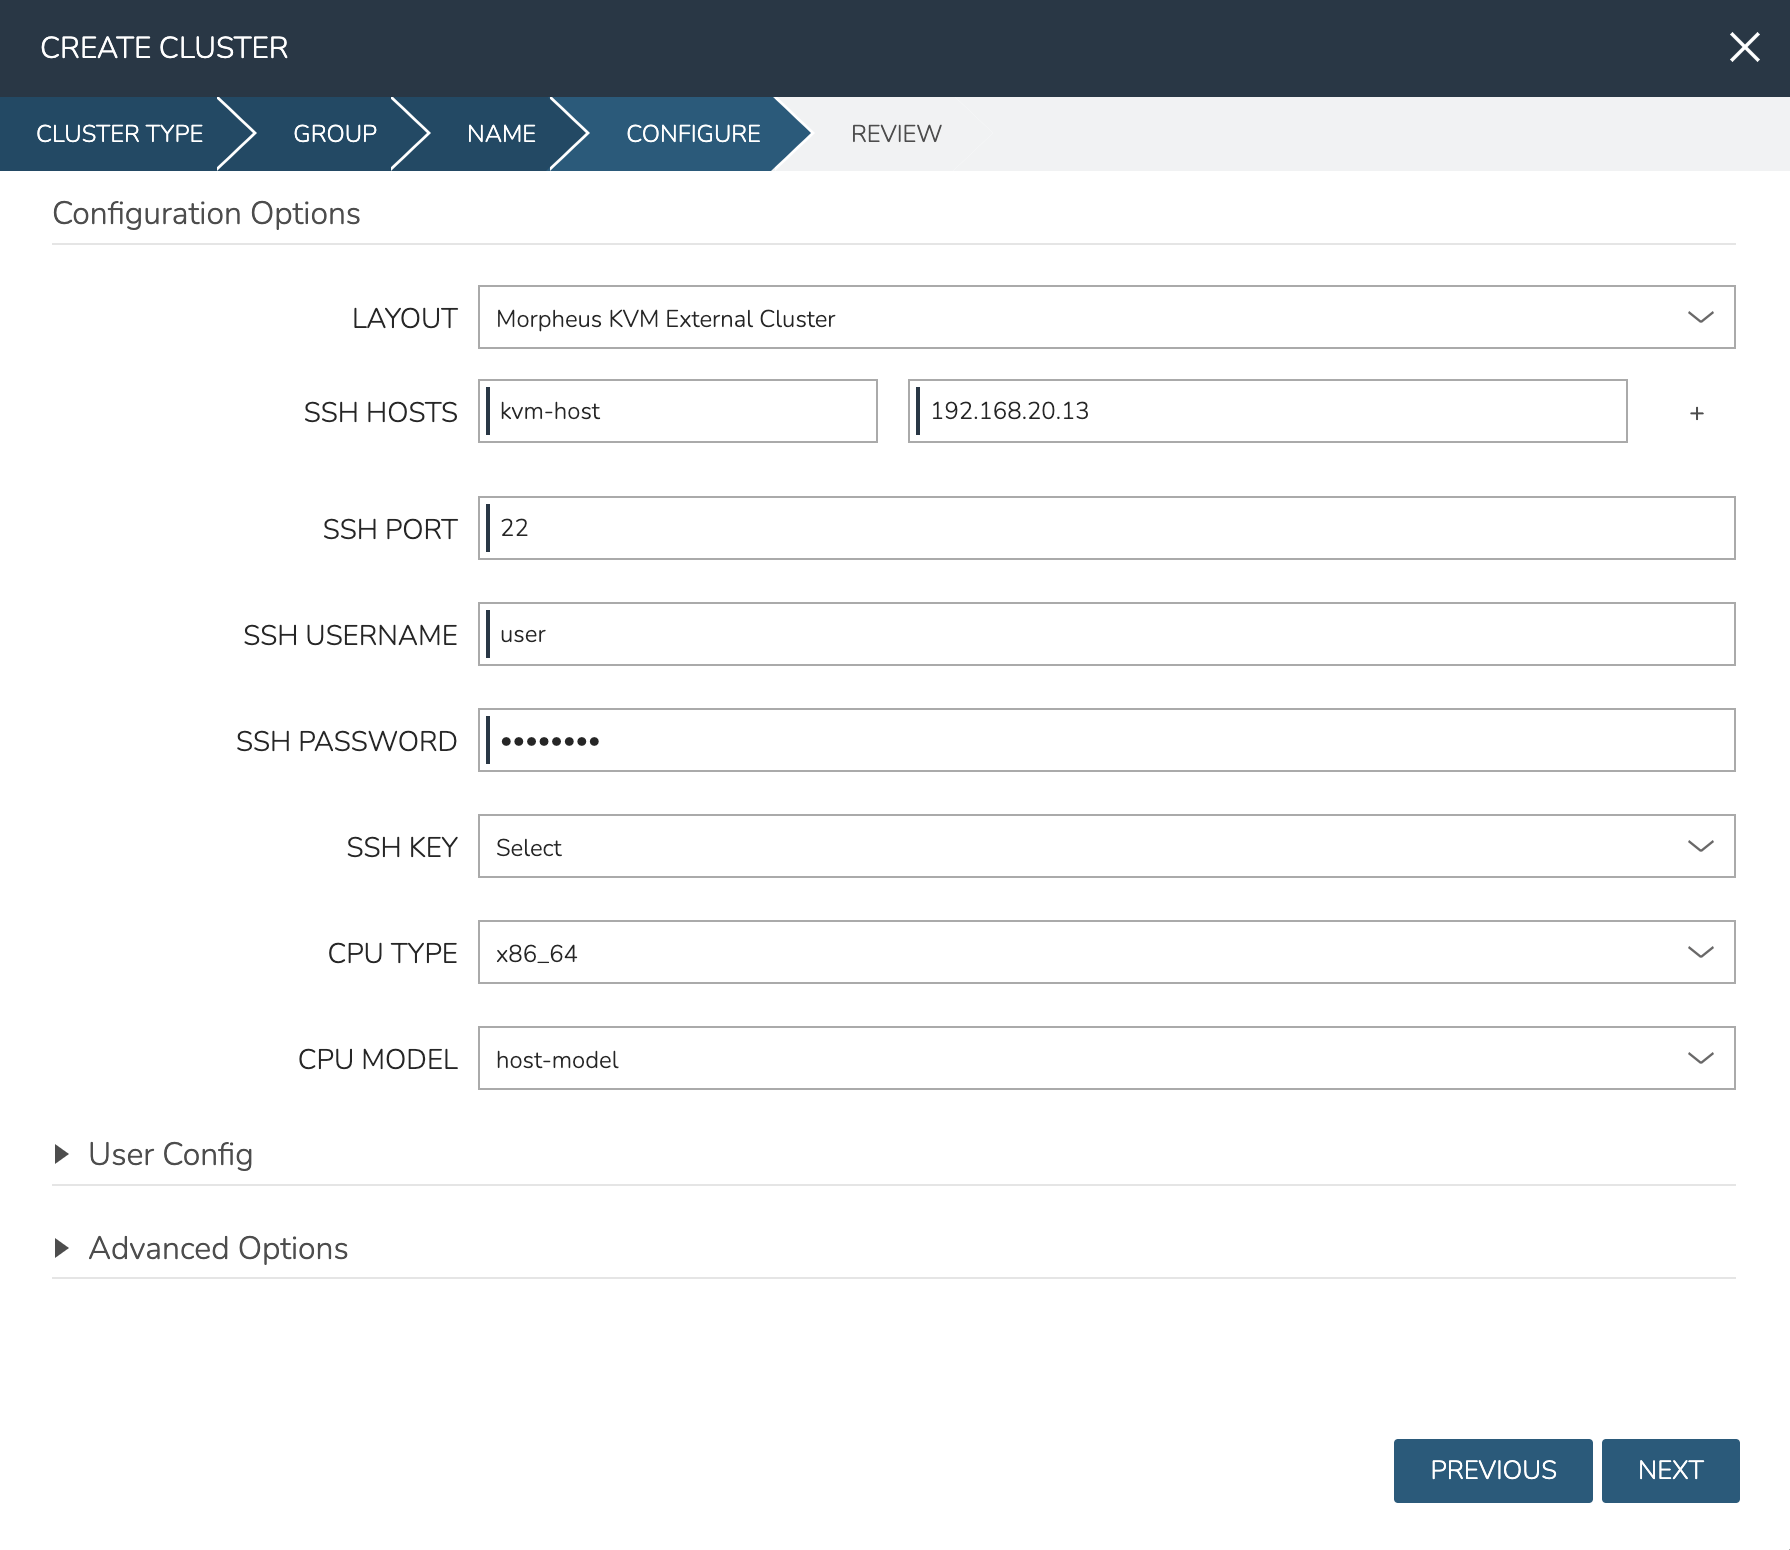 CREATE CLUSTER
CLUSTER TYPE GROUP NAME CONFIGURE REVIEW
Configuration Options
LAYOUT Morpheus KVM External Cluster
SSH HOSTS kvm-host 192.168.20.13 +
SSH PORT 22
SSH USERNAME user
SSH PASSWORD ••••••••
SSH KEY Select
CPU TYPE x86_64
CPU MODEL host-model
User Config
Advanced Options
PREVIOUS NEXT